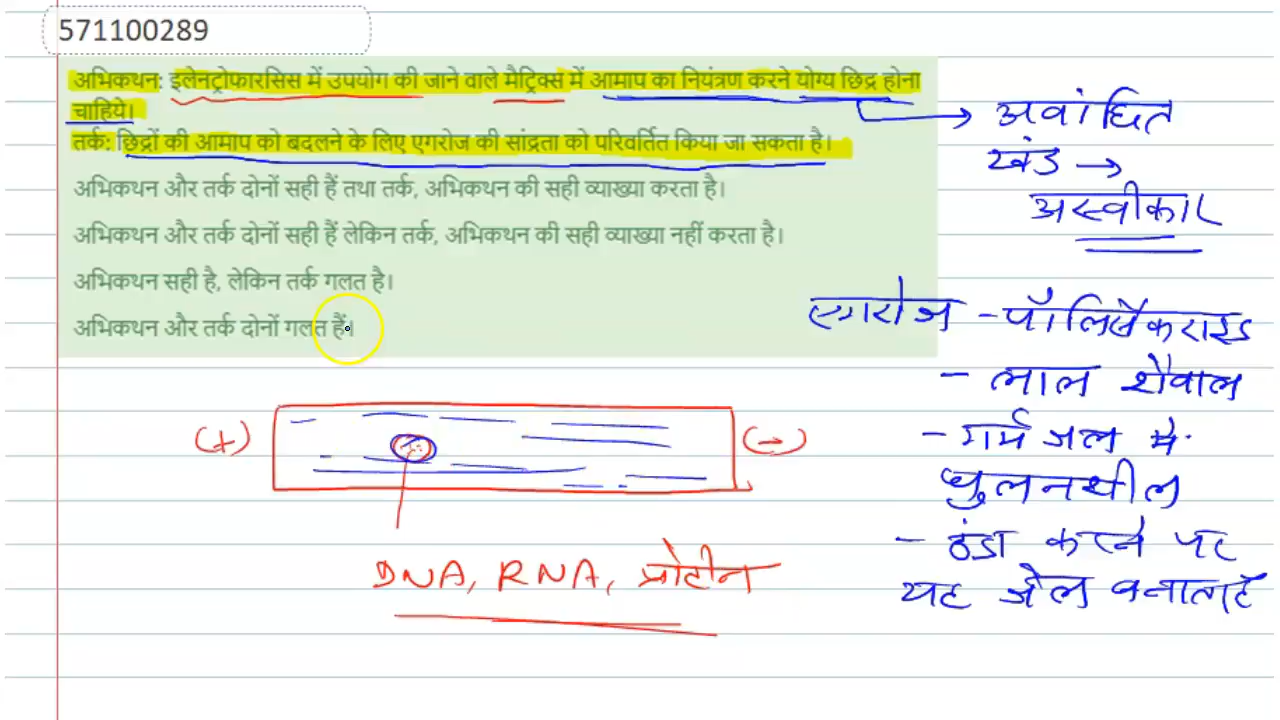 571100289
अभिकथन: इलेनट्रोफारसिस में उपयोग की जाने वाले मैट्रिक्स में आमाप का नियंत्रण करने योग्य छिद्र होना
चाहिये।
तर्क: छिद्रों की आमाप को बदलने के लिए एगरोज की सांद्रता को परिवर्तित किया जा सकता है।
अभिकथन और तर्क दोनों सही हैं तथा तर्क, अभिकथन की सही व्याख्या करता है।
अभिकथन और तर्क दोनों सही हैं लेकिन तर्क, अभिकथन की सही व्याख्या नहीं करता है।
अभिकथन सही है, लेकिन तर्क गलत है।
अभिकथन और तर्क दोनों गलत हैं।
अवांछित
खंड →
अस्वीकार
एगरोज - पॉलिसैकराइड
- लाल शैवाल
- गर्म जल मे
घुलनशील
- ठंडा करने पर
यह जेल बनाता है
(+)
(-)
DNA, RNA, प्रोटीन